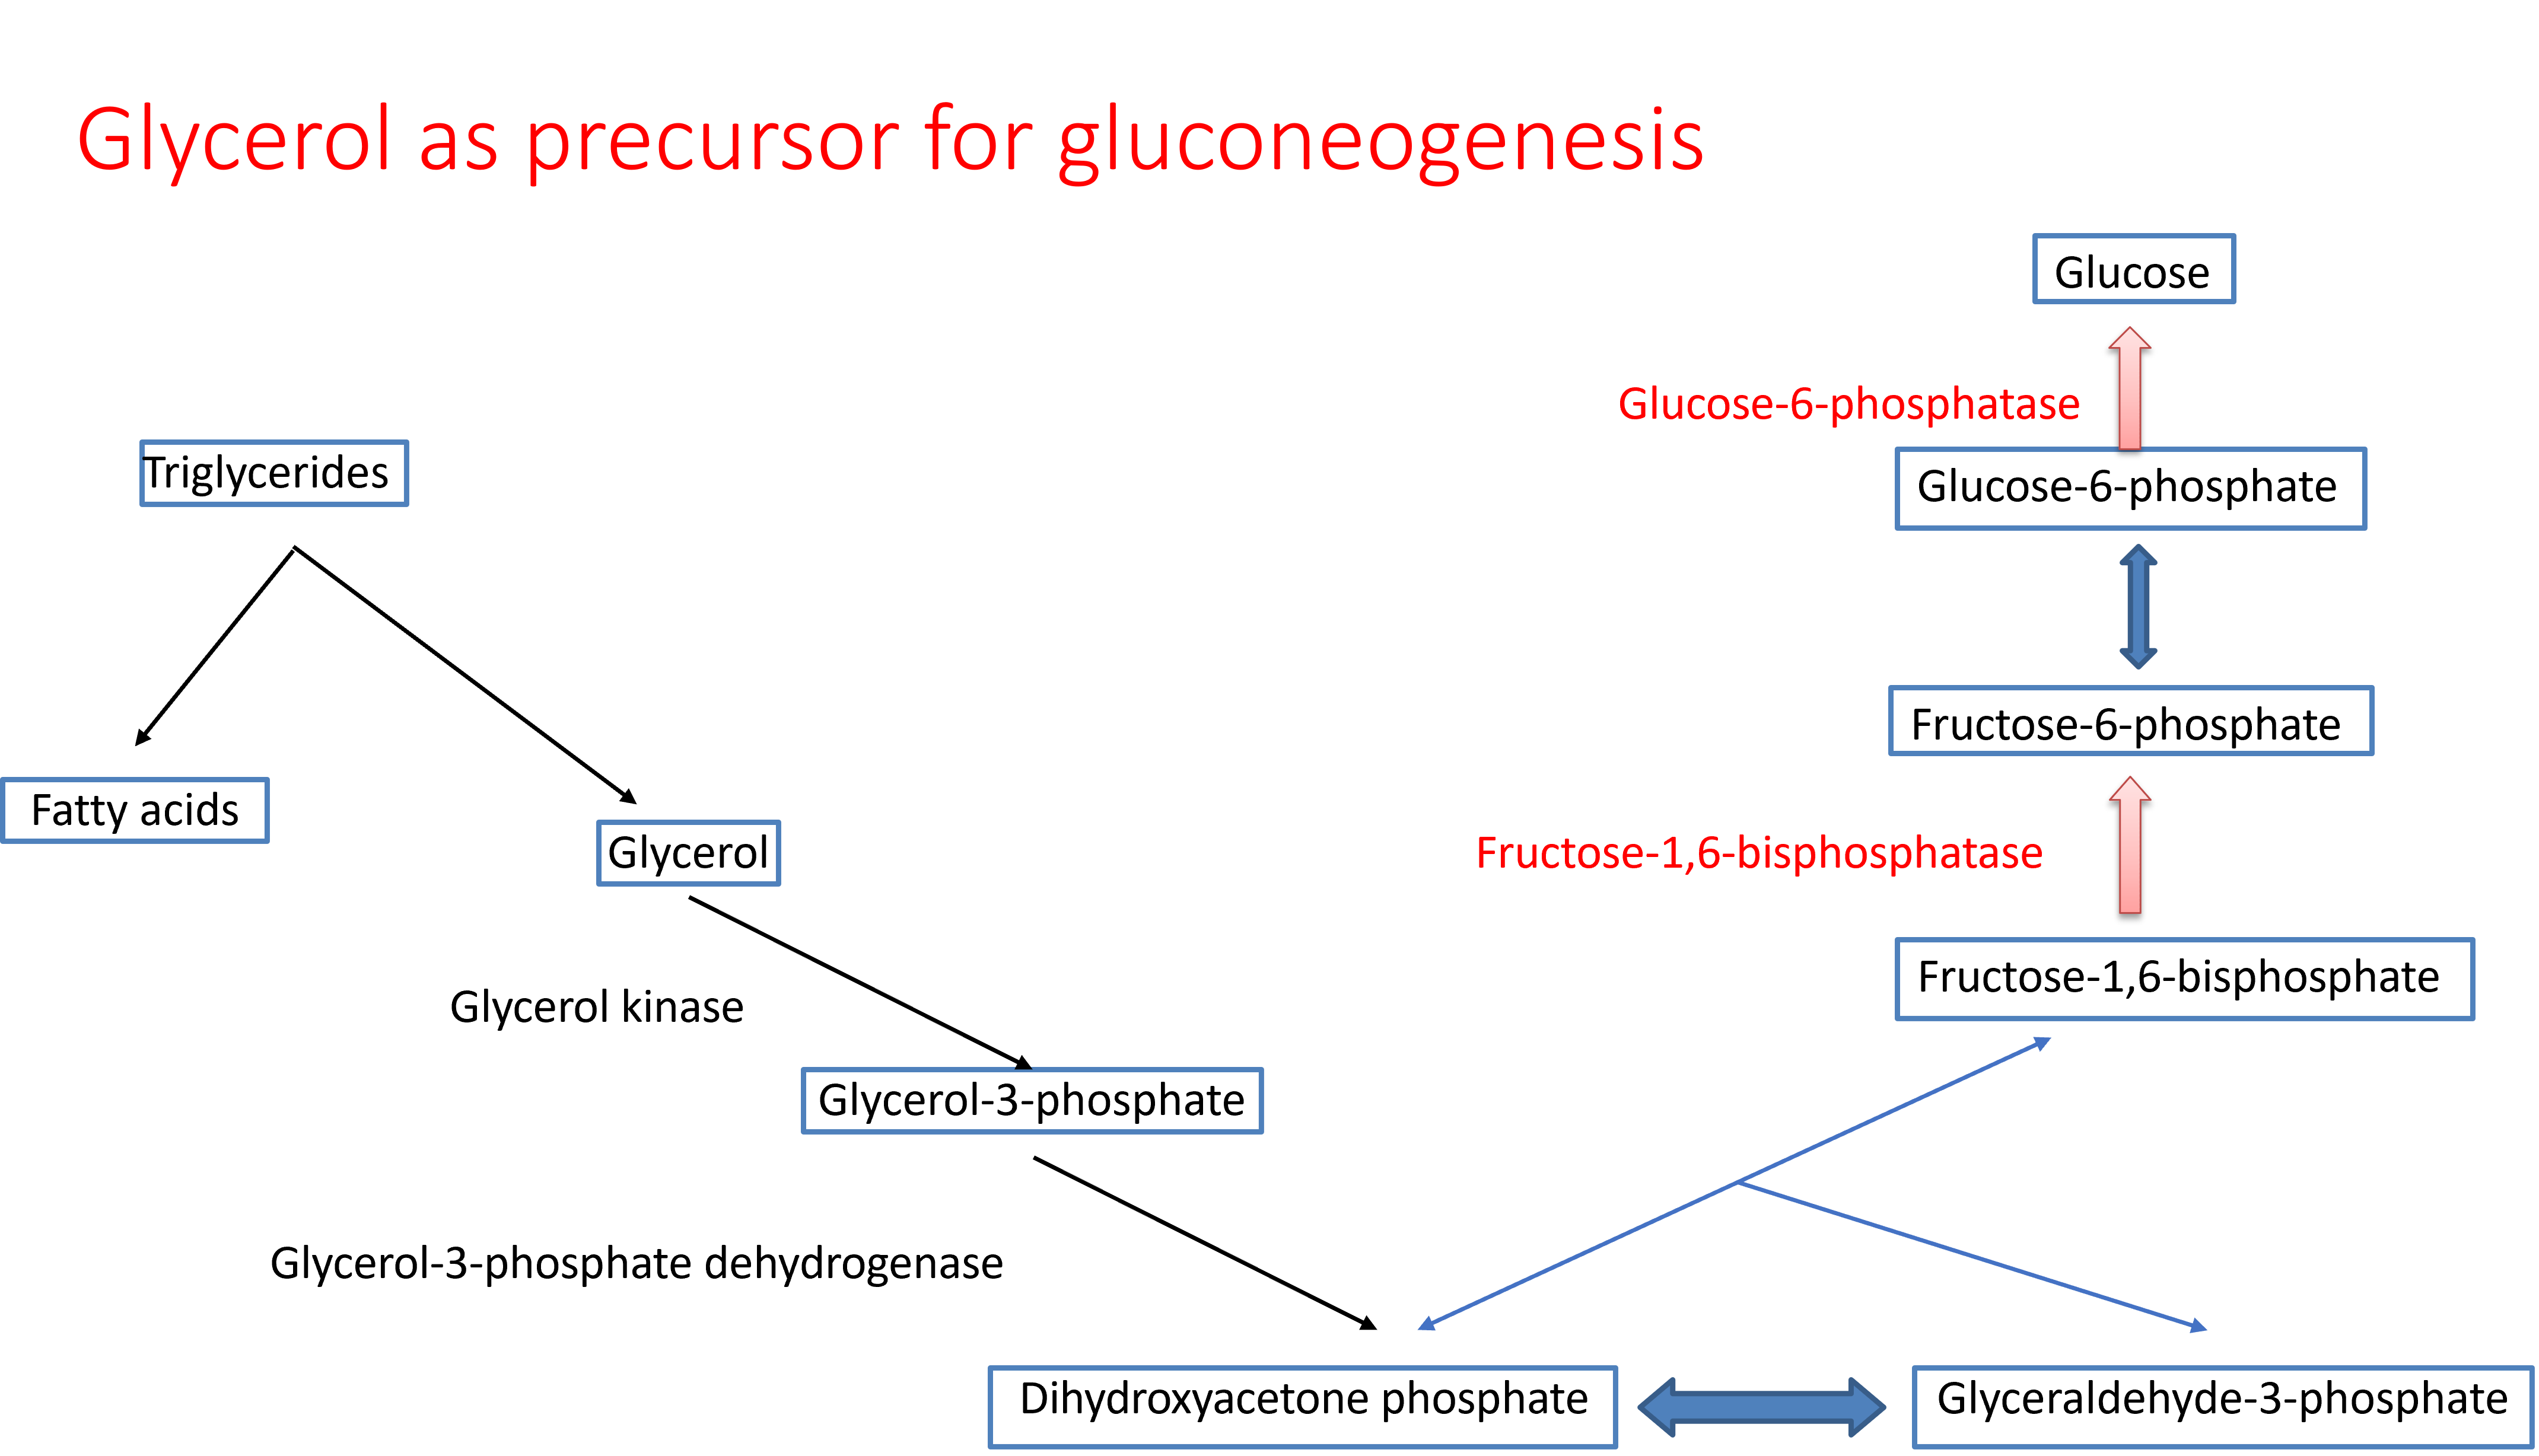 Glycerol as precursor for gluconeogenesis
Glucose
Glucose-6-phosphatase
Triglycerides
Glucose-6-phosphate
Fructose-6-phosphate
Fatty acids
Glycerol
Fructose-1,6-bisphosphatase
Fructose-1,6-bisphosphate
Glycerol kinase
Glycerol-3-phosphate
Glycerol-3-phosphate dehydrogenase
Dihydroxyacetone phosphate
Glyceraldehyde-3-phosphate